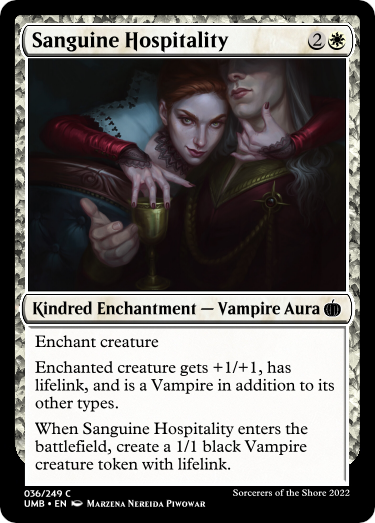 Sanguine Hospitality 2
Kindred Enchantment — Vampire Aura
Enchant creature
Enchanted creature gets +1/+1, has
lifelink, and is a Vampire in addition to its
other types.
When Sanguine Hospitality enters the
battlefield, create a 1/1 black Vampire
creature token with lifelink.
036/249 C
Sorcerers of the Shore 2022
UMB • EN Marzena Nereida Piwowar